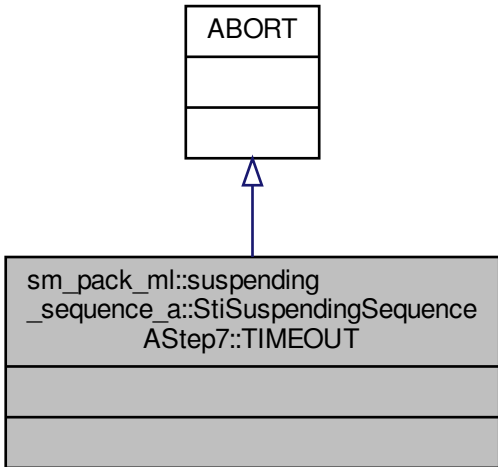 ABORT
sm_pack_ml::suspending
_sequence_a::StiSuspendingSequence
AStep7::TIMEOUT